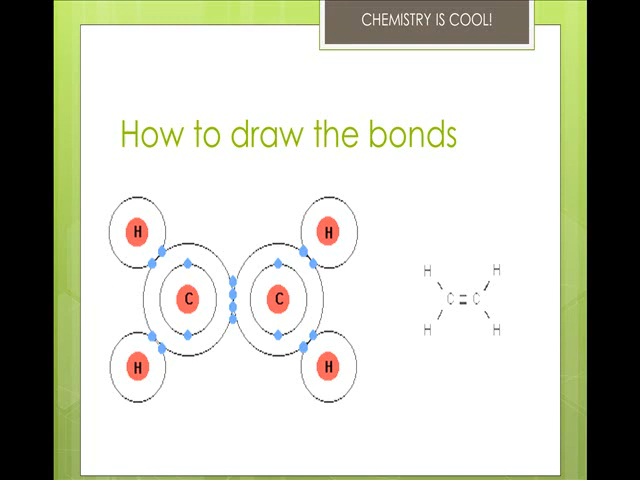 CHEMISTRY IS COOL!
How to draw the bonds
H H
C C
H H
H H
C = C
H H